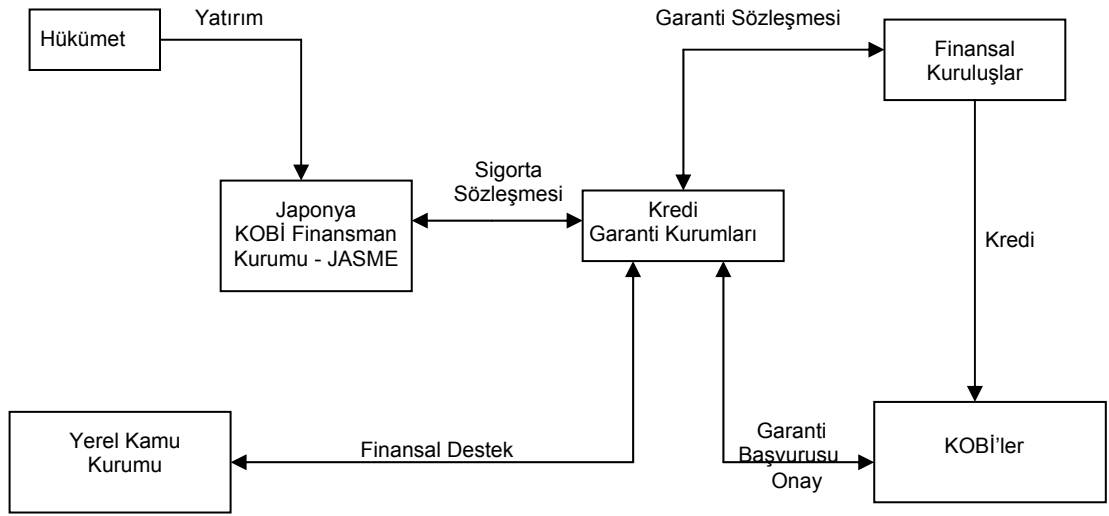 Yatırım
Hükümet
Garanti Sözleşmesi
Finansal
Kuruluşlar
Sigorta
Sözleşmesi
Japonya
KOBİ Finansman
Kurumu - JASME
Kredi
Garanti Kurumları
Kredi
Yerel Kamu
Kurumu
Finansal Destek
Garanti
Başvurusu
Onay
KOBİ’ler